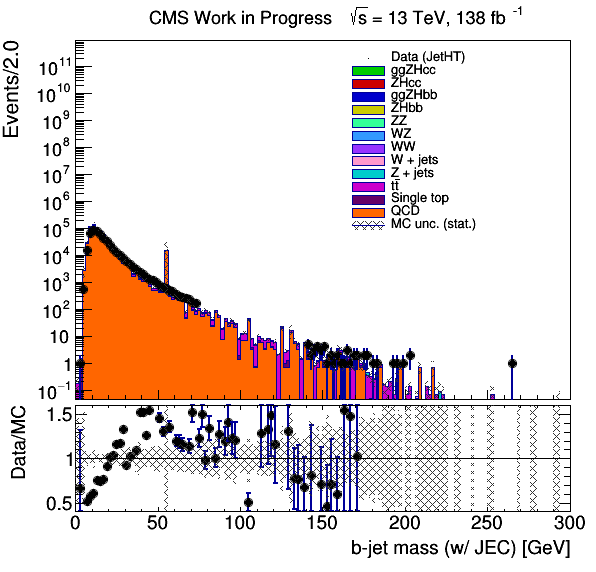 CMS Work in Progress √s = 13 TeV, 138 fb⁻¹
Events/2.0
10¹¹
10¹⁰
10⁹
10⁸
10⁷
10⁶
10⁵
10⁴
10³
10²
10
1
10⁻¹
Data (JetHT)
ggZHcc
ZHcc
ggZHbb
ZHbb
ZZ
WZ
WW
W + jets
Z + jets
tt̄
Single top
QCD
MC unc. (stat.)
Data/MC
1.5
1
0.5
0 50 100 150 200 250 300
b-jet mass (w/ JEC) [GeV]